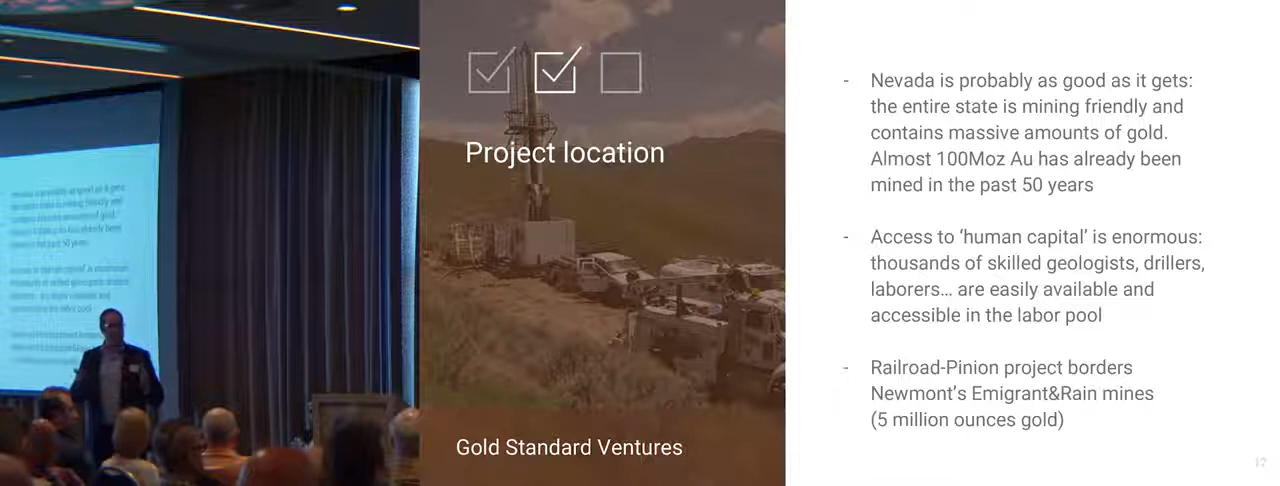 Project location
Gold Standard Ventures
- Nevada is probably as good as it gets:
the entire state is mining friendly and
contains massive amounts of gold.
Almost 100Moz Au has already been
mined in the past 50 years
- Access to ‘human capital’ is enormous:
thousands of skilled geologists, drillers,
laborers… are easily available and
accessible in the labor pool
- Railroad-Pinion project borders
Newmont’s Emigrant&Rain mines
(5 million ounces gold)
17